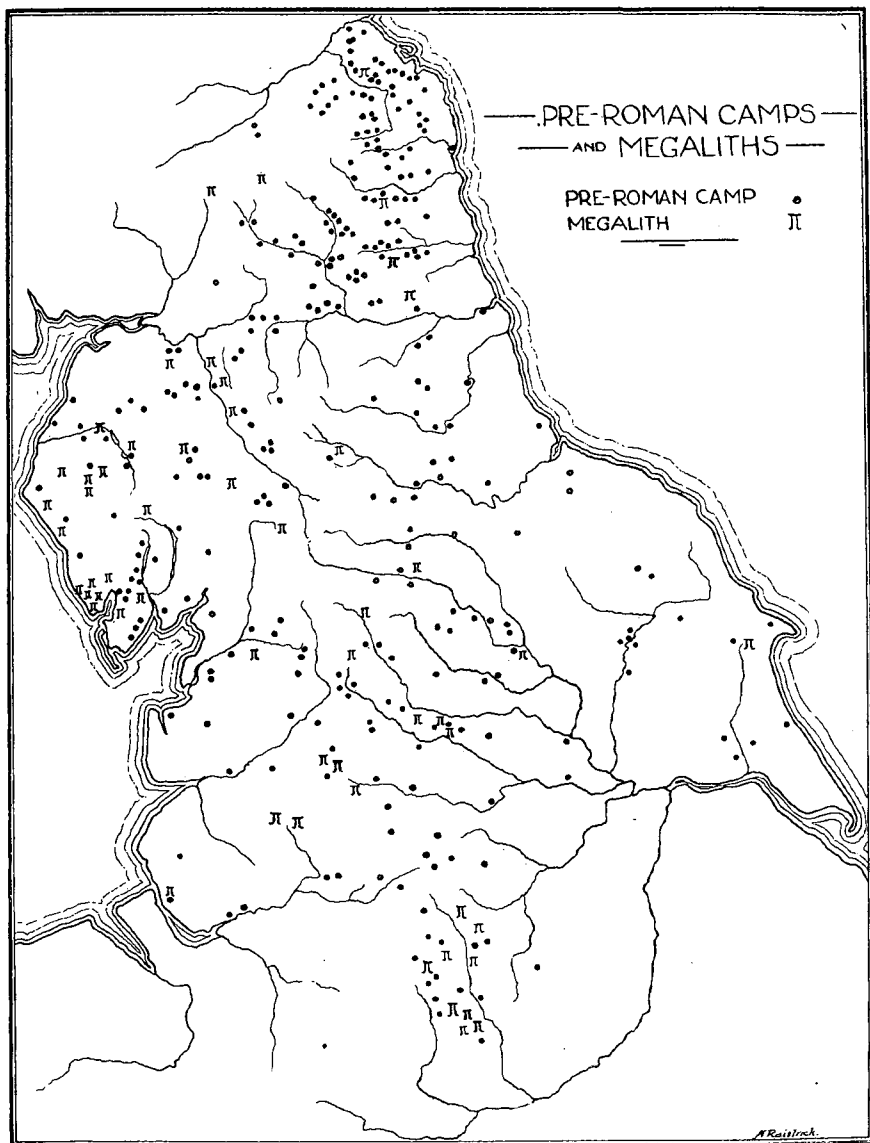 PRE-ROMAN CAMPS
AND MEGALITHS
PRE-ROMAN CAMP
MEGALITH
A Raistrick.